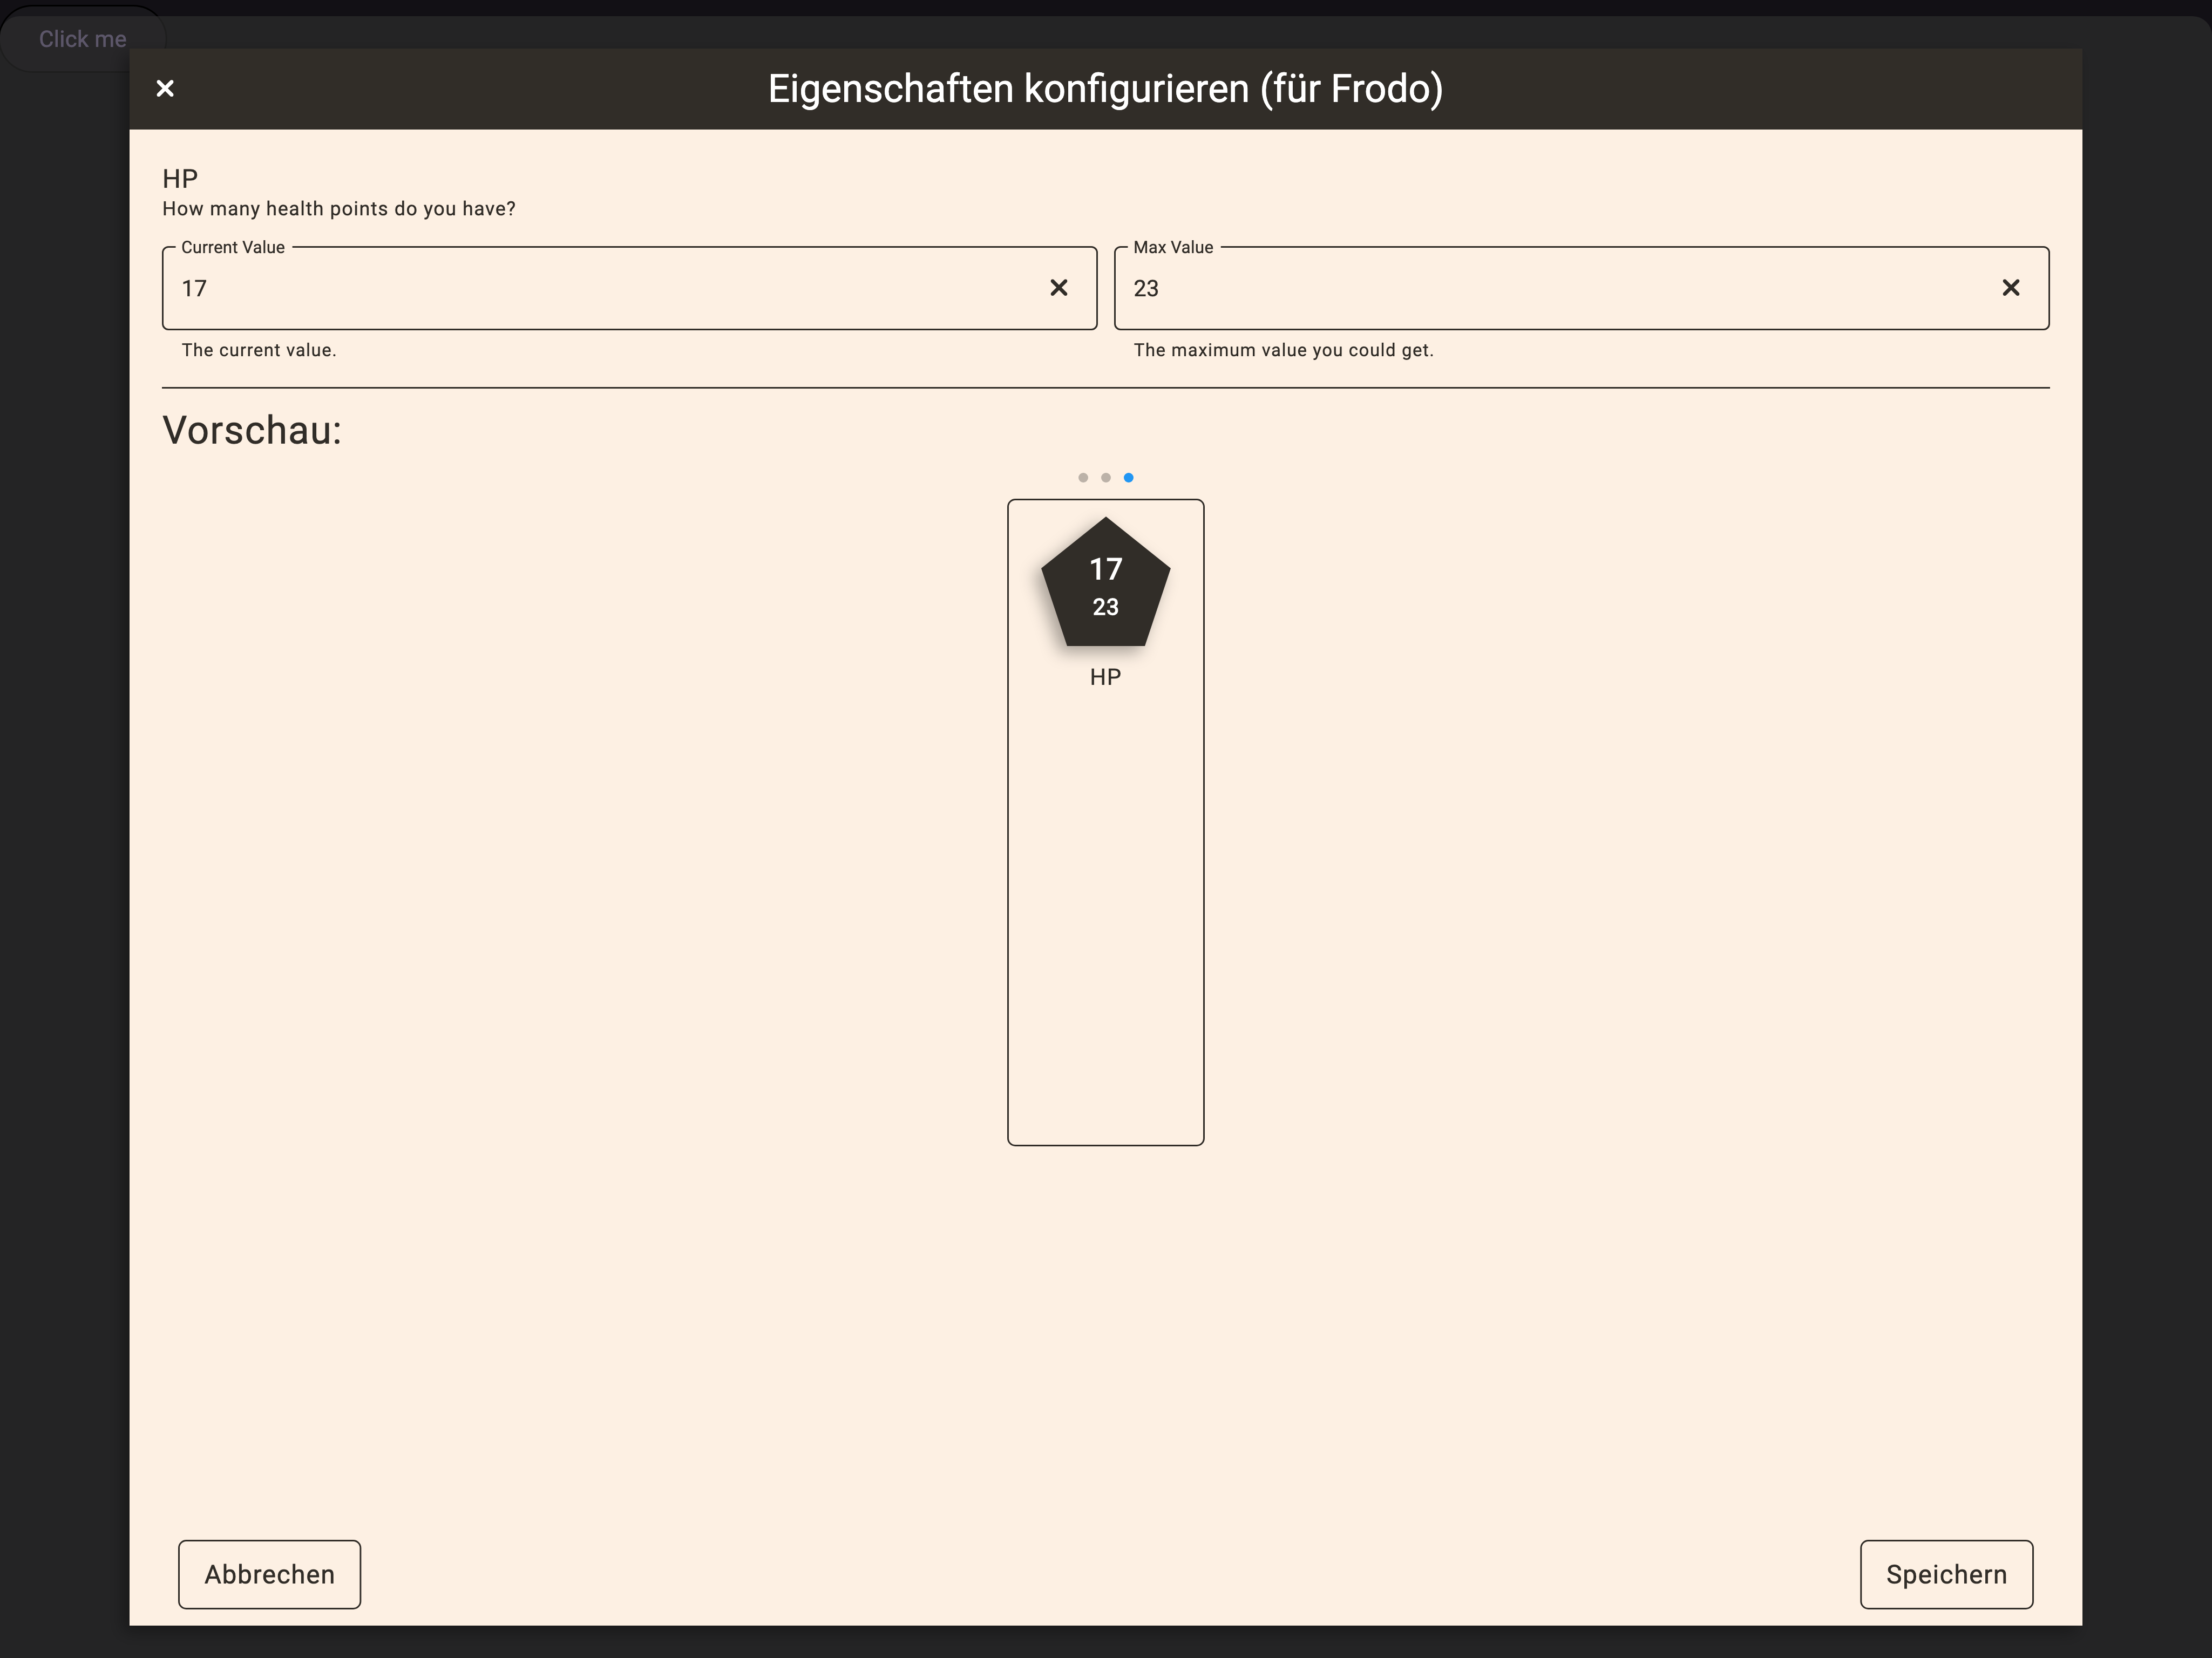 Click me
Eigenschaften konfigurieren (für Frodo)
HP
How many health points do you have?
Current Value
17
The current value.
Max Value
23
The maximum value you could get.
Vorschau:
17
23
HP
Abbrechen
Speichern